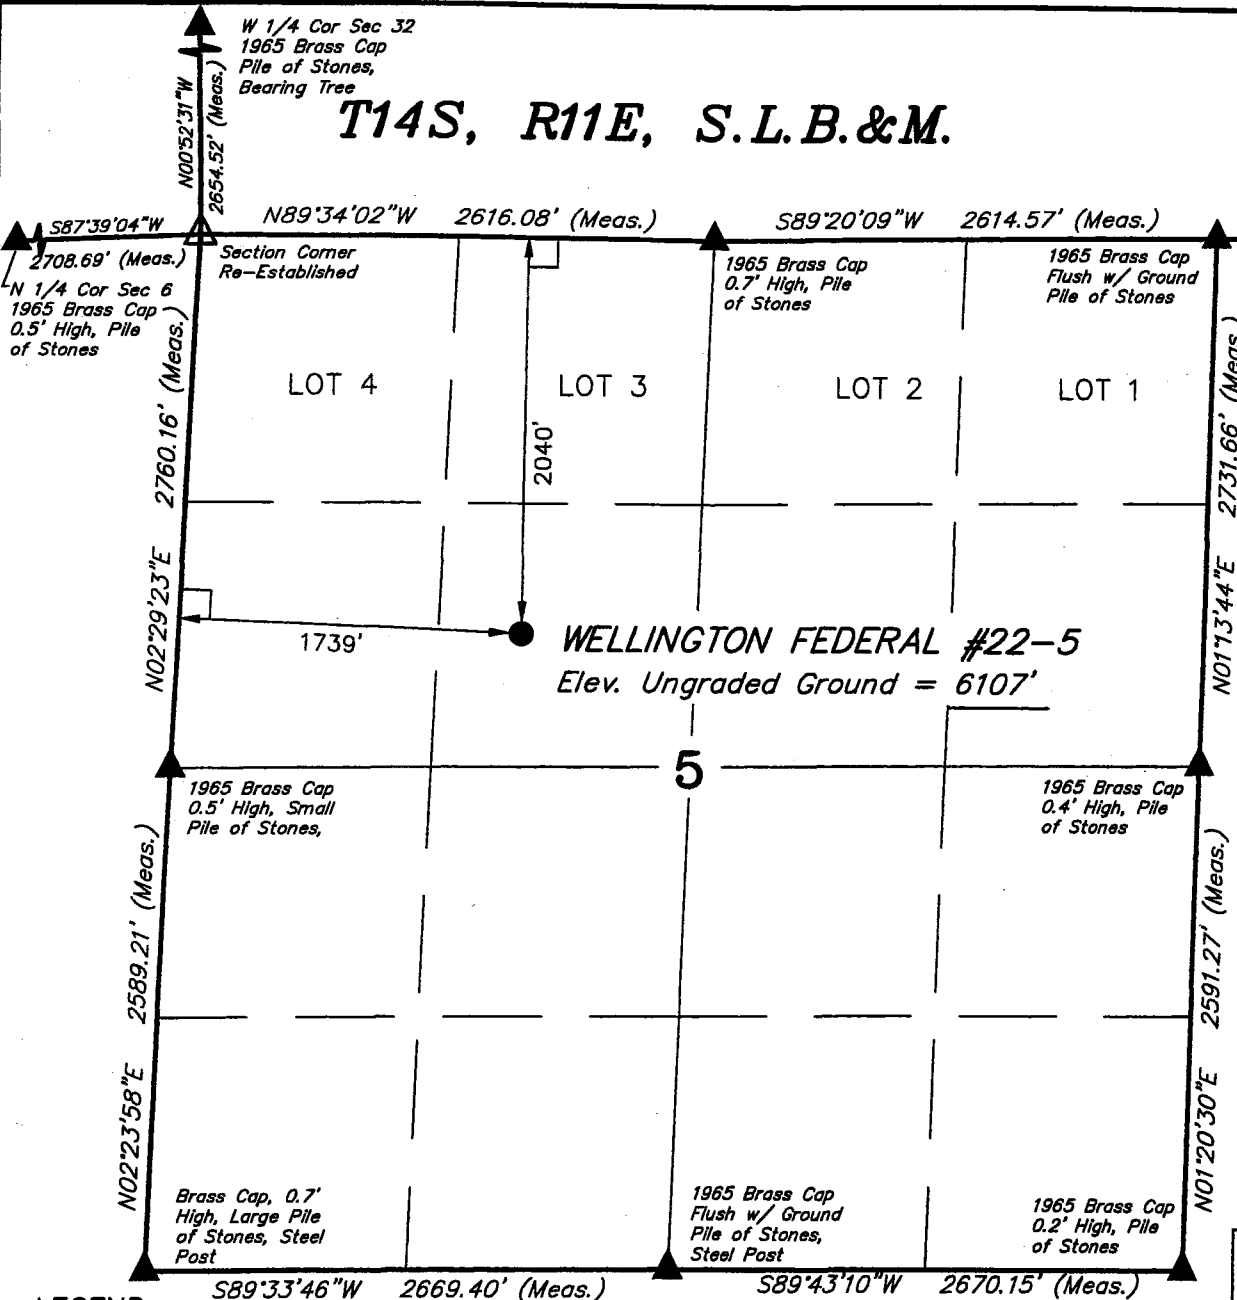 W 1/4 Cor Sec 32
1965 Brass Cap
Pile of Stones,
Bearing Tree
N00°52'31"W
2654.52' (Meas.)
T14S, R11E, S.L.B.&M.
S87°39'04"W
2708.69' (Meas.)
N89°34'02"W 2616.08' (Meas.)
S89°20'09"W 2614.57' (Meas.)
N 1/4 Cor Sec 6
1965 Brass Cap
0.5' High, Pile
of Stones
Section Corner
Re-Established
1965 Brass Cap
0.7' High, Pile
of Stones
1965 Brass Cap
Flush w/ Ground
Pile of Stones
LOT 4
LOT 3
LOT 2
LOT 1
N02°29'23"E 2760.16' (Meas.)
2040'
N01°13'44"E 2731.66' (Meas.)
1739'
WELLINGTON FEDERAL #22-5
Elev. Ungraded Ground = 6107'
5
1965 Brass Cap
0.5' High, Small
Pile of Stones,
1965 Brass Cap
0.4' High, Pile
of Stones
N02°23'58"E 2589.21' (Meas.)
N01°20'30"E 2591.27' (Meas.)
Brass Cap, 0.7'
High, Large Pile
of Stones, Steel
Post
1965 Brass Cap
Flush w/ Ground
Pile of Stones,
Steel Post
1965 Brass Cap
0.2' High, Pile
of Stones
S89°33'46"W 2669.40' (Meas.)
S89°43'10"W 2670.15' (Meas.)